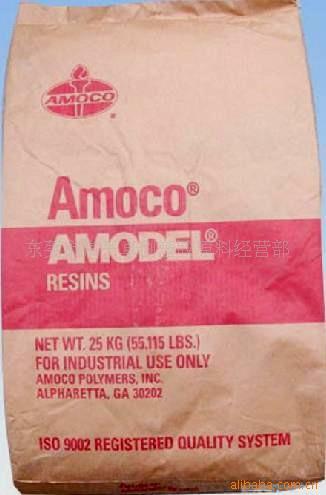 AMOCO
Amoco®
AMODEL®
RESINS
NET WT. 25 KG (55.115 LBS.)
FOR INDUSTRIAL USE ONLY
AMOCO POLYMERS, INC.
ALPHARETTA, GA 30202
ISO 9002 REGISTERED QUALITY SYSTEM
alibaba.com.cn